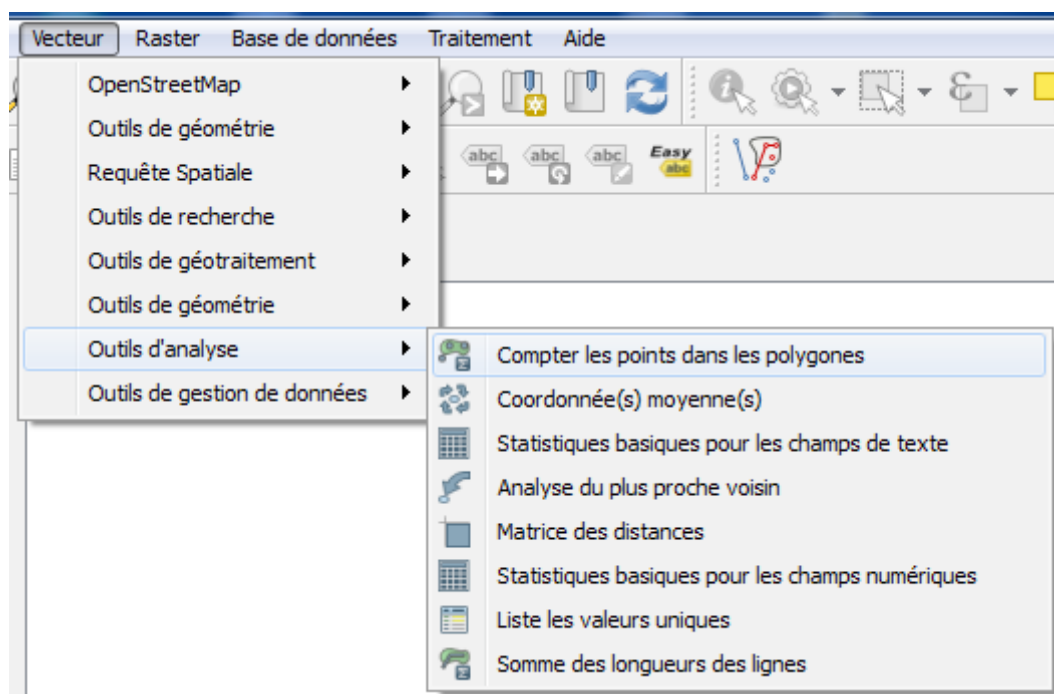 Vecteur Raster Base de données Traitement Aide
OpenStreetMap
Outils de géométrie
abc abc abc Easy abc
Requête Spatiale
Outils de recherche
Outils de géotraitement
Outils de géométrie
Outils d'analyse
Outils de gestion de données
Compter les points dans les polygones
Coordonnée(s) moyenne(s)
Statistiques basiques pour les champs de texte
Analyse du plus proche voisin
Matrice des distances
Statistiques basiques pour les champs numériques
Liste les valeurs uniques
Somme des longueurs des lignes